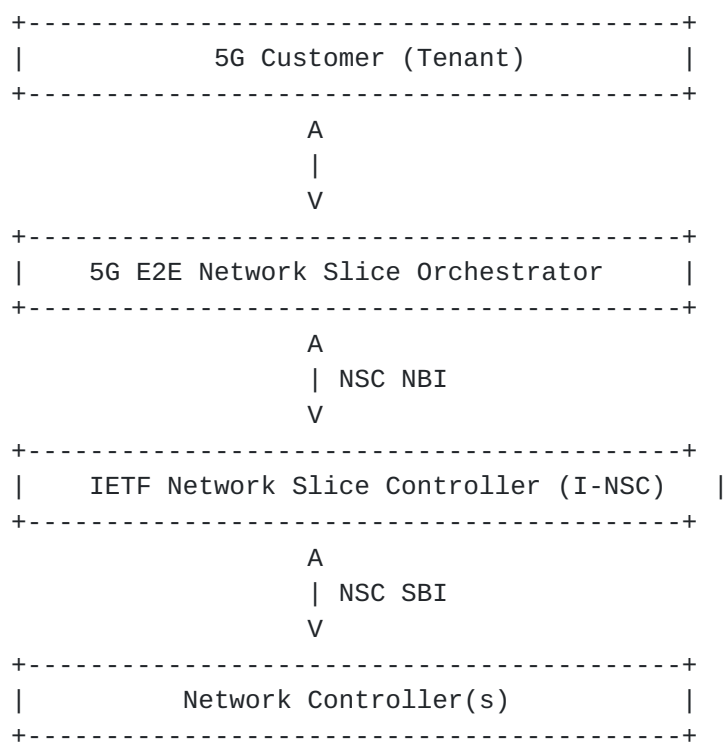 +------------------------------------------+
|            5G Customer (Tenant)          |
+------------------------------------------+
                   A
                   |
                   V
+------------------------------------------+
|    5G E2E Network Slice Orchestrator     |
+------------------------------------------+
                   A
                   | NSC NBI
                   V
+------------------------------------------+
|    IETF Network Slice Controller (I-NSC)   |
+------------------------------------------+
                   A
                   | NSC SBI
                   V
+------------------------------------------+
|          Network Controller(s)           |
+------------------------------------------+